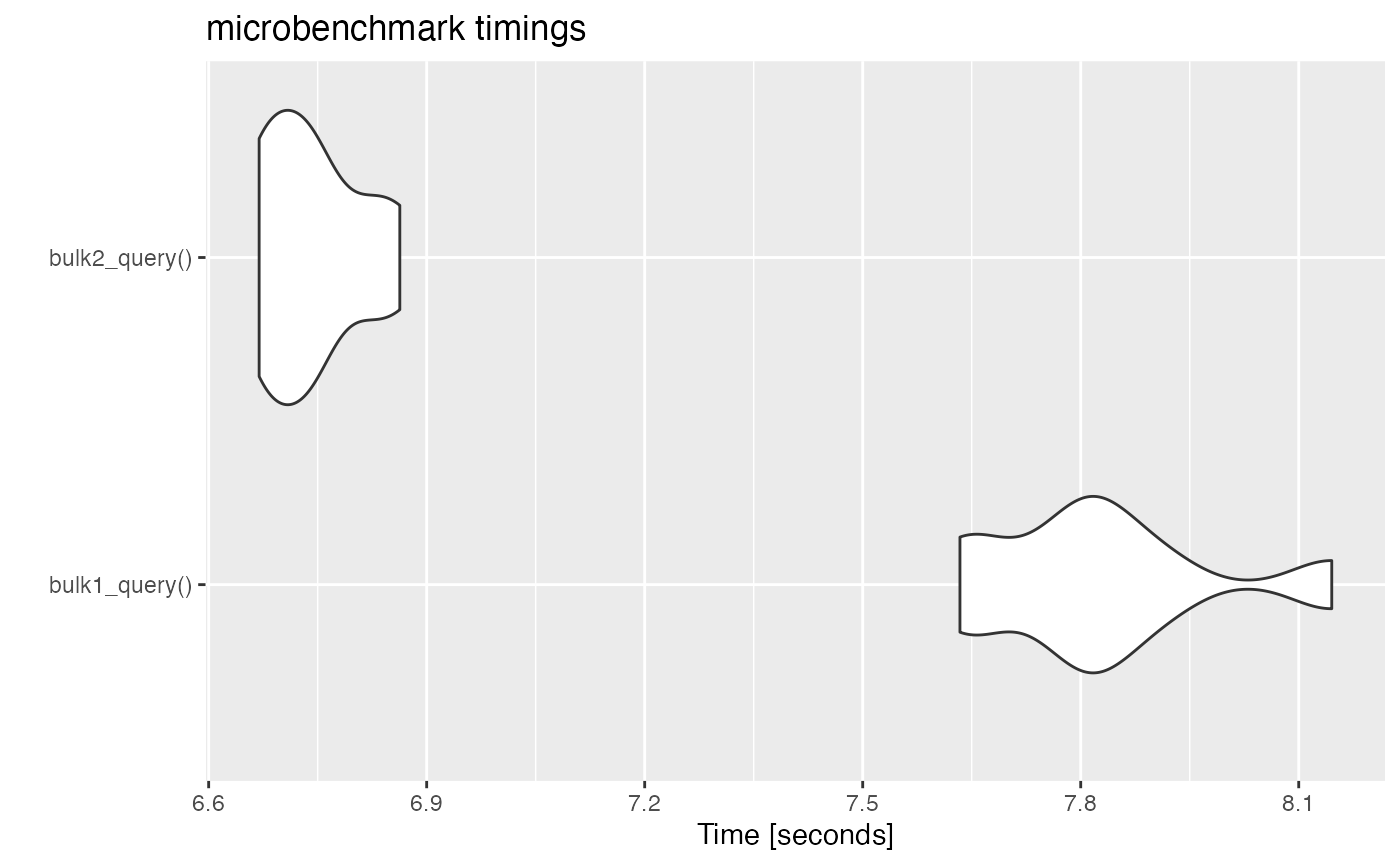 microbenchmark timings
bulk2_query()
bulk1_query()
6.6 6.9 7.2 7.5 7.8 8.1
Time [seconds]